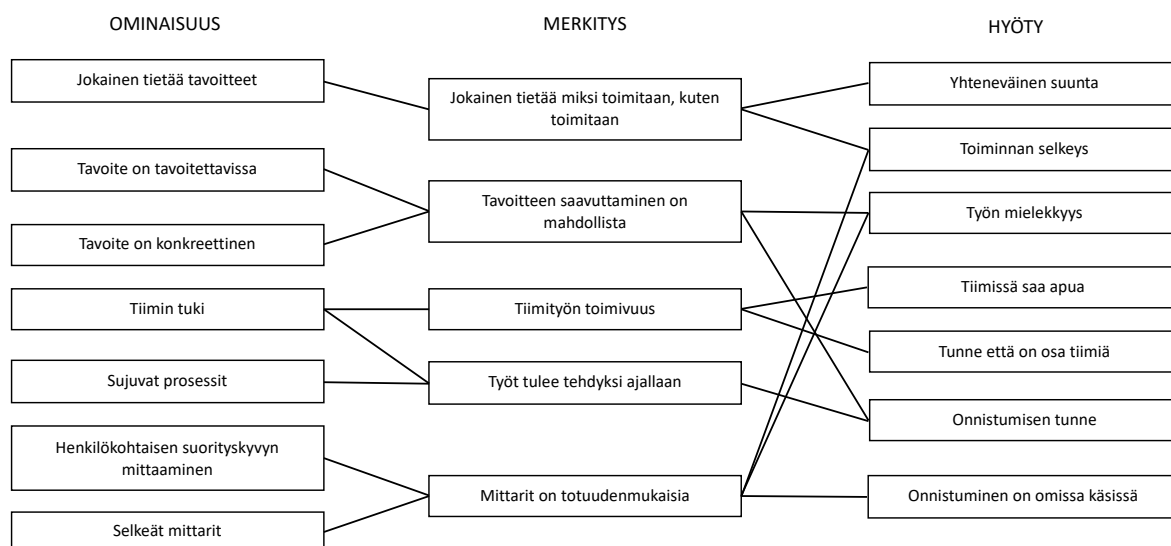 OMINAISUUS
MERKITYS
HYÖTY
Jokainen tietää tavoitteet
Tavoite on tavoitettavissa
Tavoite on konkreettinen
Tiimin tuki
Sujuvat prosessit
Henkilökohtaisen suorityskyvyn
mittaaminen
Selkeät mittarit
Jokainen tietää miksi toimitaan, kuten
toimitaan
Tavoitteen saavuttaminen on
mahdollista
Tiimityön toimivuus
Työt tulee tehdyksi ajallaan
Mittarit on totuudenmukaisia
Yhteneväinen suunta
Toiminnan selkeys
Työn mielekkyys
Tiimissä saa apua
Tunne että on osa tiimiä
Onnistumisen tunne
Onnistuminen on omissa käsissä